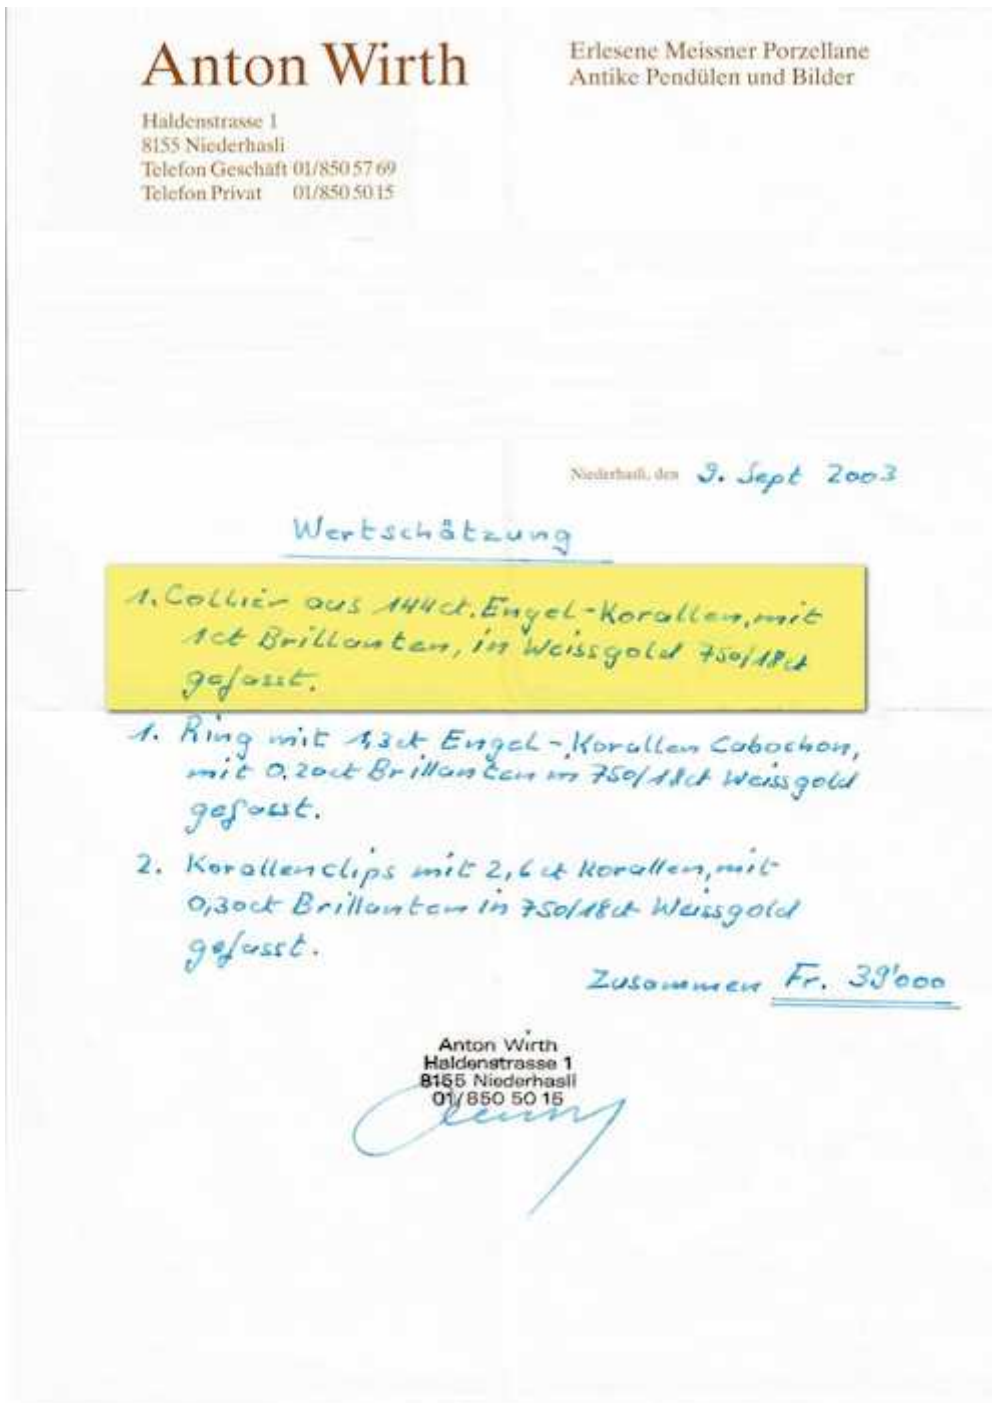 Anton Wirth
Erlesene Meissner Porzellane
Antike Pendülen und Bilder
Haldenstrasse 1
8155 Niederhasli
Telefon Geschäft 01/850 57 69
Telefon Privat 01/850 50 15
Niederhasli, den 9. Sept 2003
Wertschätzung
1. Collier aus 144ct. Engel-Korallen, mit
1ct Brillanten, in Weissgold 750/18ct
gefasst.
1. Ring mit 1,3ct Engel-Korallen Cabochon,
mit 0.20ct Brillanten in 750/18ct Weissgold
gefasst.
2. Korallenclips mit 2,6ct Korallen, mit
0,30ct Brillanten in 750/18ct Weissgold
gefasst.
Zusammen Fr. 39'000
Anton Wirth
Haldenstrasse 1
8155 Niederhasli
01/850 50 15